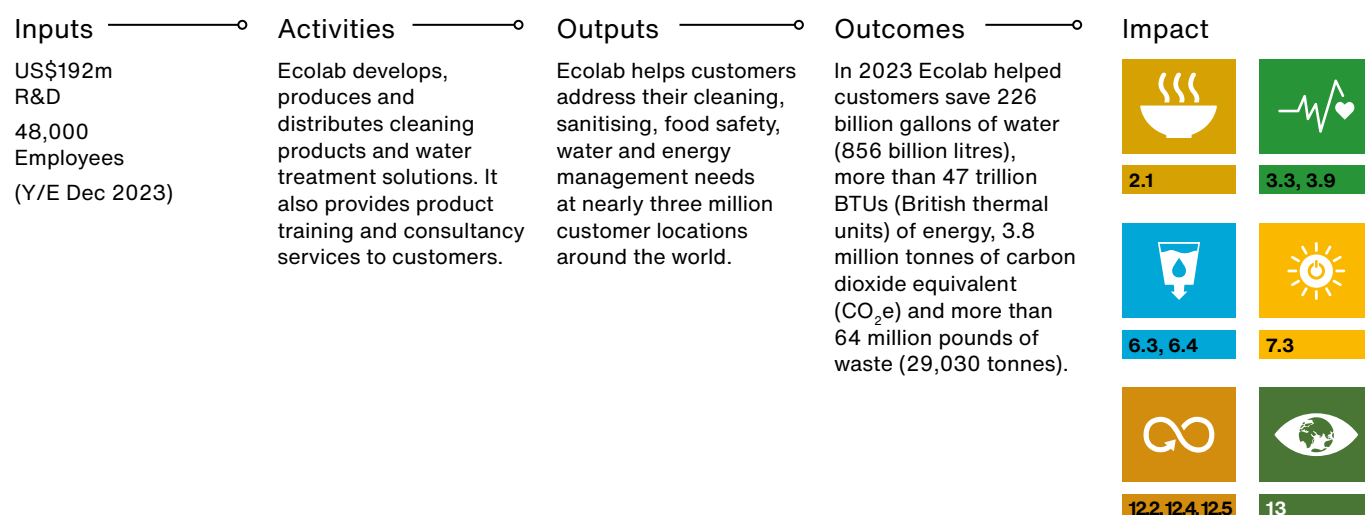 Inputs
US$192m
R&D
48,000
Employees
(Y/E Dec 2023)
Activities
Ecolab develops,
produces and
distributes cleaning
products and water
treatment solutions. It
also provides product
training and consultancy
services to customers.
Outputs
Ecolab helps customers
address their cleaning,
sanitising, food safety,
water and energy
management needs
at nearly three million
customer locations
around the world.
Outcomes
In 2023 Ecolab helped
customers save 226
billion gallons of water
(856 billion litres),
more than 47 trillion
BTUs (British thermal
units) of energy, 3.8
million tonnes of carbon
dioxide equivalent
(CO₂e) and more than
64 million pounds of
waste (29,030 tonnes).
Impact
2.1
3.3, 3.9
6.3, 6.4
7.3
12.2, 12.4, 12.5
13